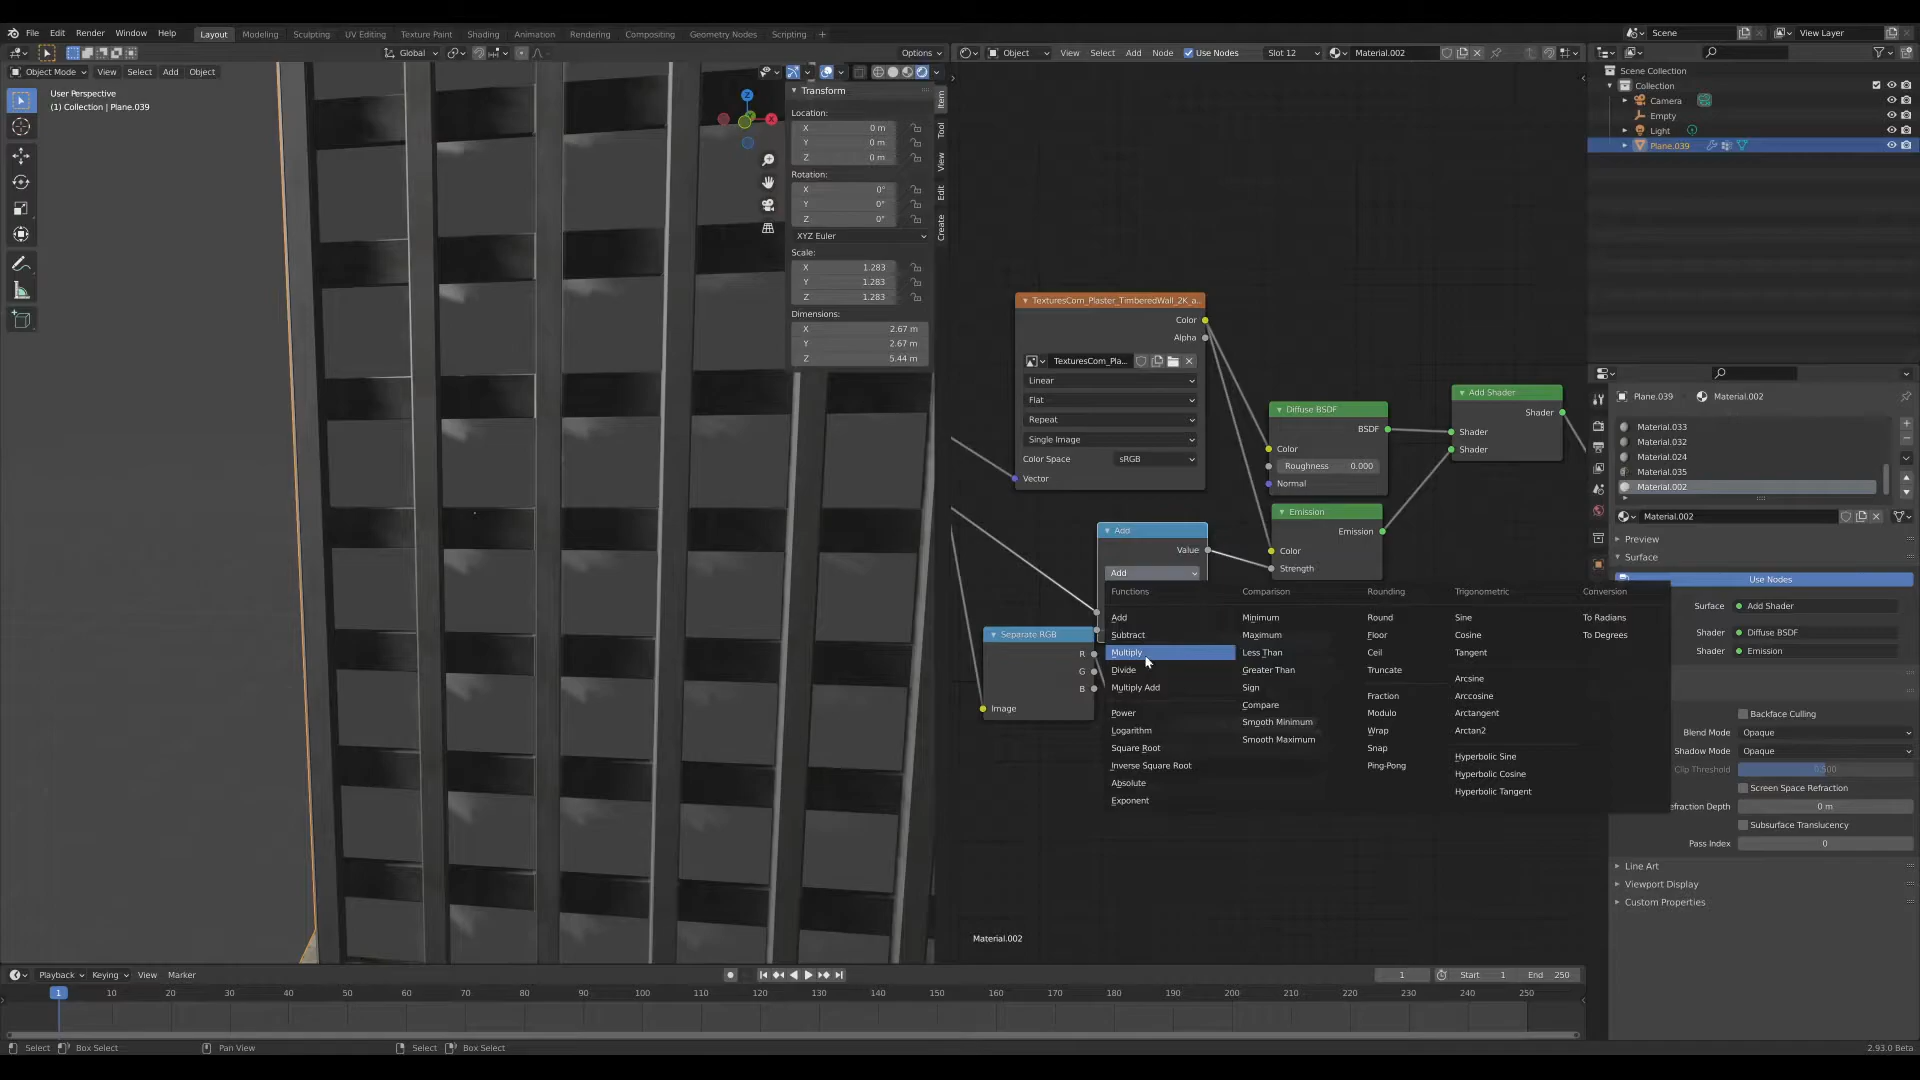 File Edit Render Window Help Layout Modeling Sculpting UV Editing Texture Paint Shading Animation Rendering Compositing Geometry Nodes Scripting + Scene View Layer
Global Options Object View Select Add Node Use Nodes Slot 12 Material.002
Object Mode View Select Add Object
User Perspective
(1) Collection | Plane.039
Transform
Location:
X 0 m
Y 0 m
Z 0 m
Rotation:
X 0°
Y 0°
Z 0°
XYZ Euler
Scale:
X 1.283
Y 1.283
Z 1.283
Dimensions:
X 2.67 m
Y 2.67 m
Z 5.44 m
Z
X
Item
Tool
View
Edit
Create
TexturesCom_Plaster_TimberedWall_2K_a...
Color
Alpha
TexturesCom_Pla...
Linear
Flat
Repeat
Single Image
Color Space sRGB
Vector
Diffuse BSDF
BSDF
Color
Roughness 0.000
Normal
Add Shader
Shader
Shader
Shader
Emission
Emission
Color
Strength
Add
Value
Add
Separate RGB
R
G
B
Image
Functions Comparison Rounding Trigonometric Conversion
Add Minimum Round Sine To Radians
Subtract Maximum Floor Cosine To Degrees
Multiply Less Than Ceil Tangent
Divide Greater Than Truncate
Arcsine
Multiply Add Sign
Fraction Arccosine
Compare
Power Modulo Arctangent
Smooth Minimum
Logarithm Wrap Arctan2
Smooth Maximum
Square Root Snap
Hyperbolic Sine
Inverse Square Root Ping-Pong
Hyperbolic Cosine
Absolute
Hyperbolic Tangent
Exponent
Material.002
Scene Collection
Collection
Camera
Empty
Light
Plane.039
Plane.039 Material.002
Material.033
Material.032
Material.024
Material.035
Material.002
Material.002
Preview
Surface
Use Nodes
Surface Add Shader
Shader Diffuse BSDF
Shader Emission
Backface Culling
Blend Mode Opaque
Shadow Mode Opaque
Clip Threshold 0.500
Screen Space Refraction
efraction Depth 0 m
Subsurface Translucency
Pass Index 0
Line Art
Viewport Display
Custom Properties
Playback Keying View Marker 1 Start 1 End 250
1 10 20 30 40 50 60 70 80 90 100 110 120 130 140 150 160 170 180 190 200 210 220 230 240 250
Select Box Select Pan View Select Box Select 2.93.0 Beta